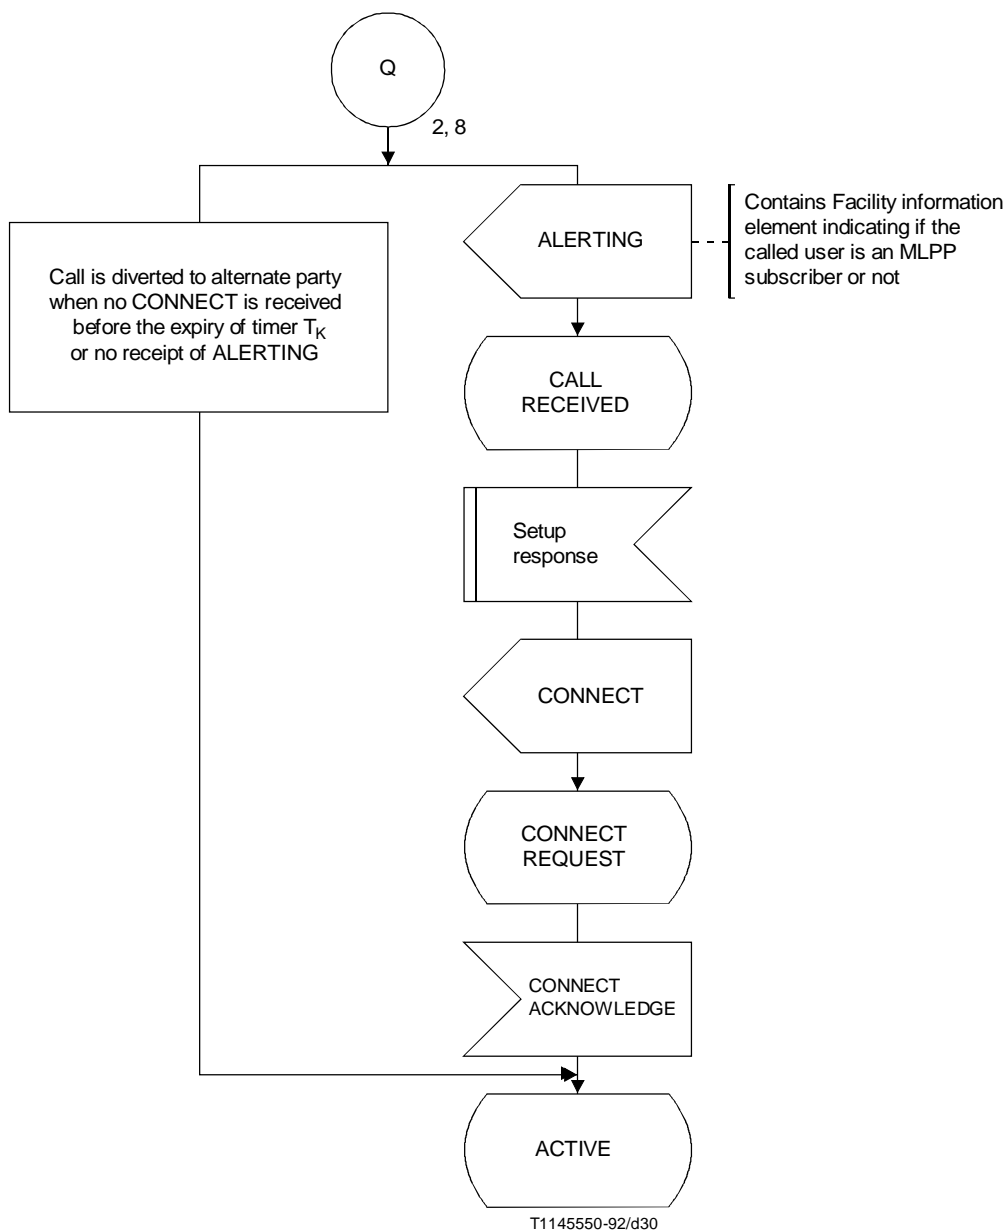 Q
2, 8
ALERTING
Contains Facility information
element indicating if the
called user is an MLPP
subscriber or not
Call is diverted to alternate party
when no CONNECT is received
before the expiry of timer TK
or no receipt of ALERTING
CALL
RECEIVED
Setup
response
CONNECT
CONNECT
REQUEST
CONNECT
ACKNOWLEDGE
ACTIVE
T1145550-92/d30